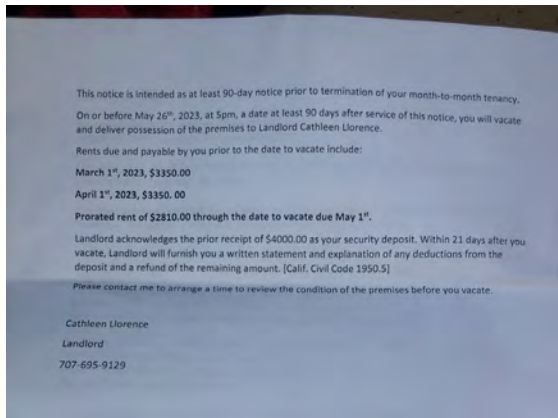 This notice is intended as at least 90-day notice prior to termination of your month-to-month tenancy.
On or before May 26th, 2023, at 5pm, a date at least 90 days after service of this notice, you will vacate
and deliver possession of the premises to Landlord Cathleen Llorence.
Rents due and payable by you prior to the date to vacate include:
March 1st, 2023, $3350.00
April 1st, 2023, $3350. 00
Prorated rent of $2810.00 through the date to vacate due May 1st.
Landlord acknowledges the prior receipt of $4000.00 as your security deposit. Within 21 days after you
vacate, Landlord will furnish you a written statement and explanation of any deductions from the
deposit and a refund of the remaining amount. [Calif. Civil Code 1950.5]
Please contact me to arrange a time to review the condition of the premises before you vacate.
Cathleen Llorence
Landlord
707-695-9129